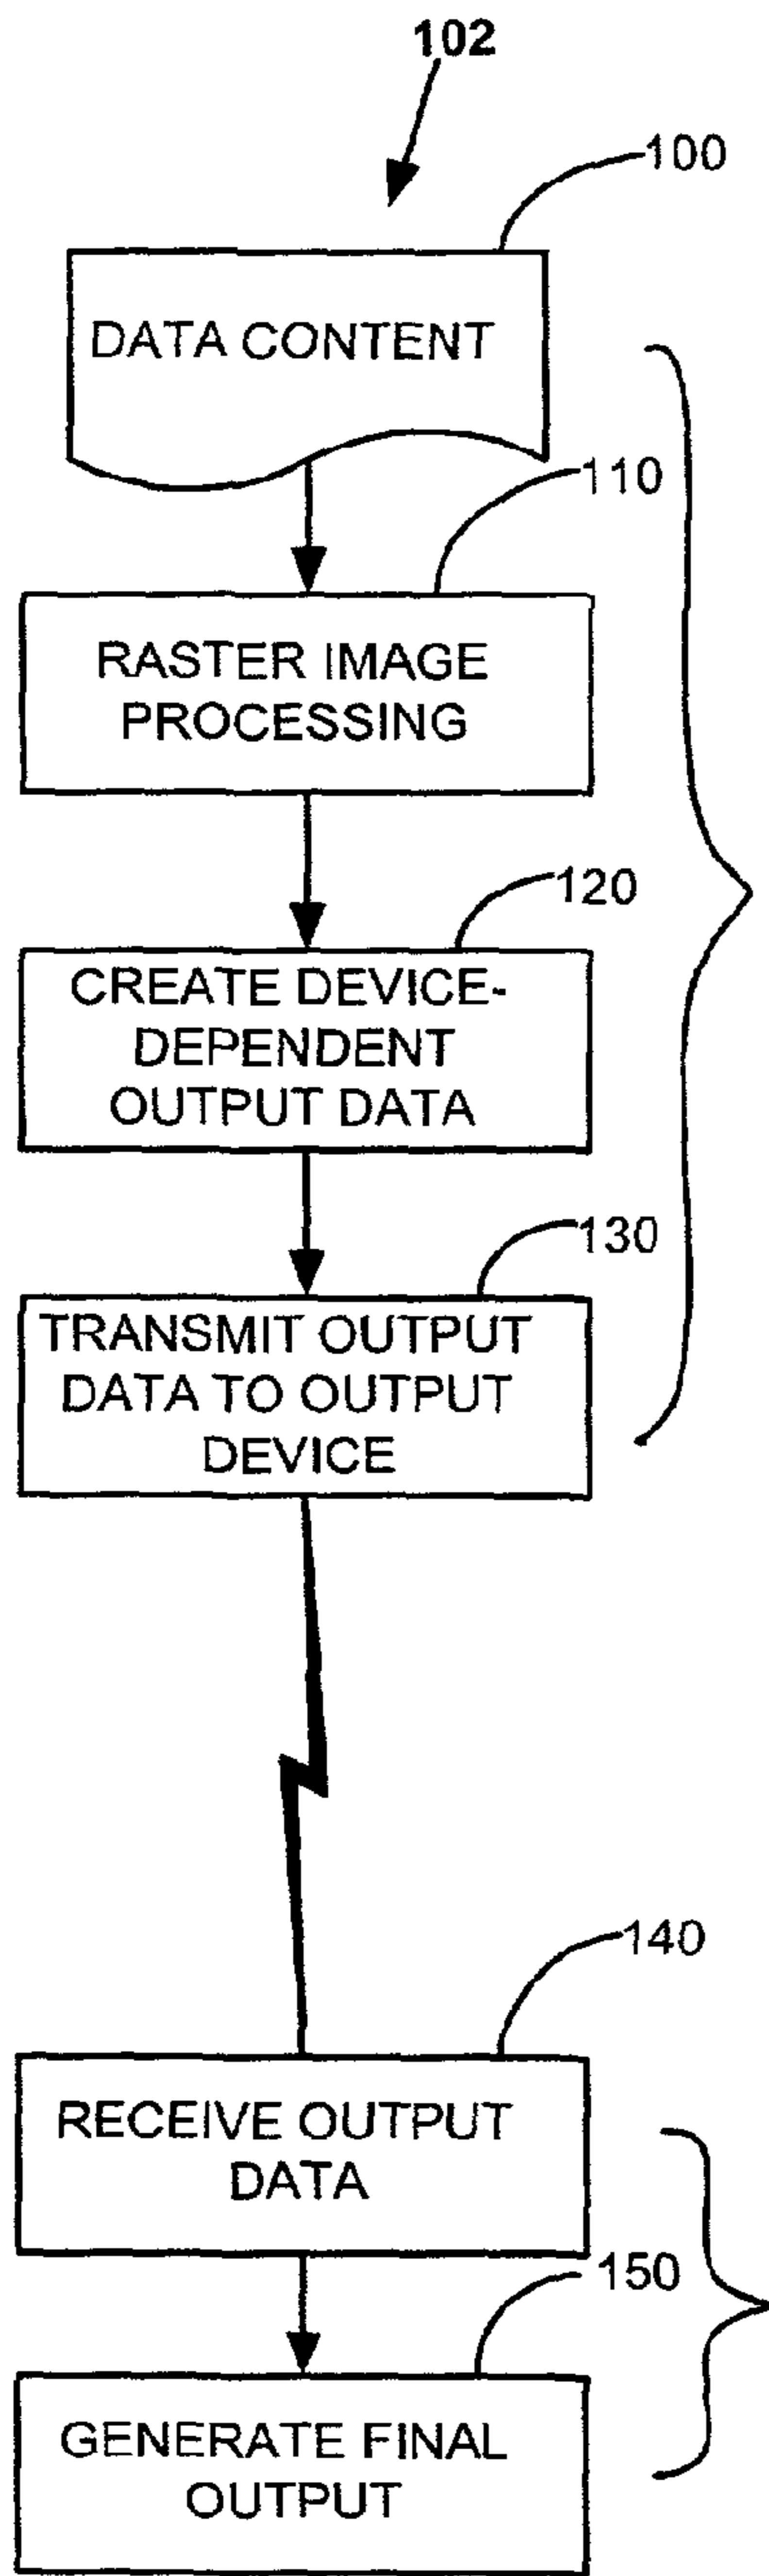 102
100
DATA CONTENT
110
RASTER IMAGE
PROCESSING
120
CREATE DEVICE-
DEPENDENT
OUTPUT DATA
130
TRANSMIT OUTPUT
DATA TO OUTPUT
DEVICE
140
RECEIVE OUTPUT
DATA
150
GENERATE FINAL
OUTPUT